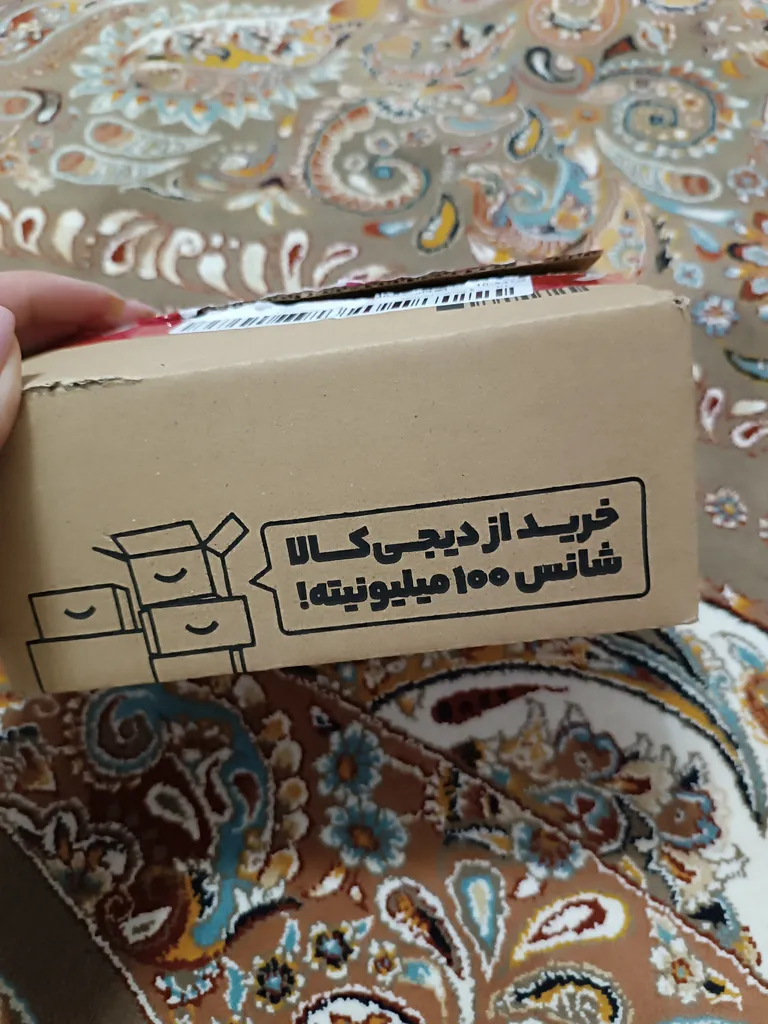 خرید از دیجی‌کالا
شانس ۱۰۰ میلیونیته!